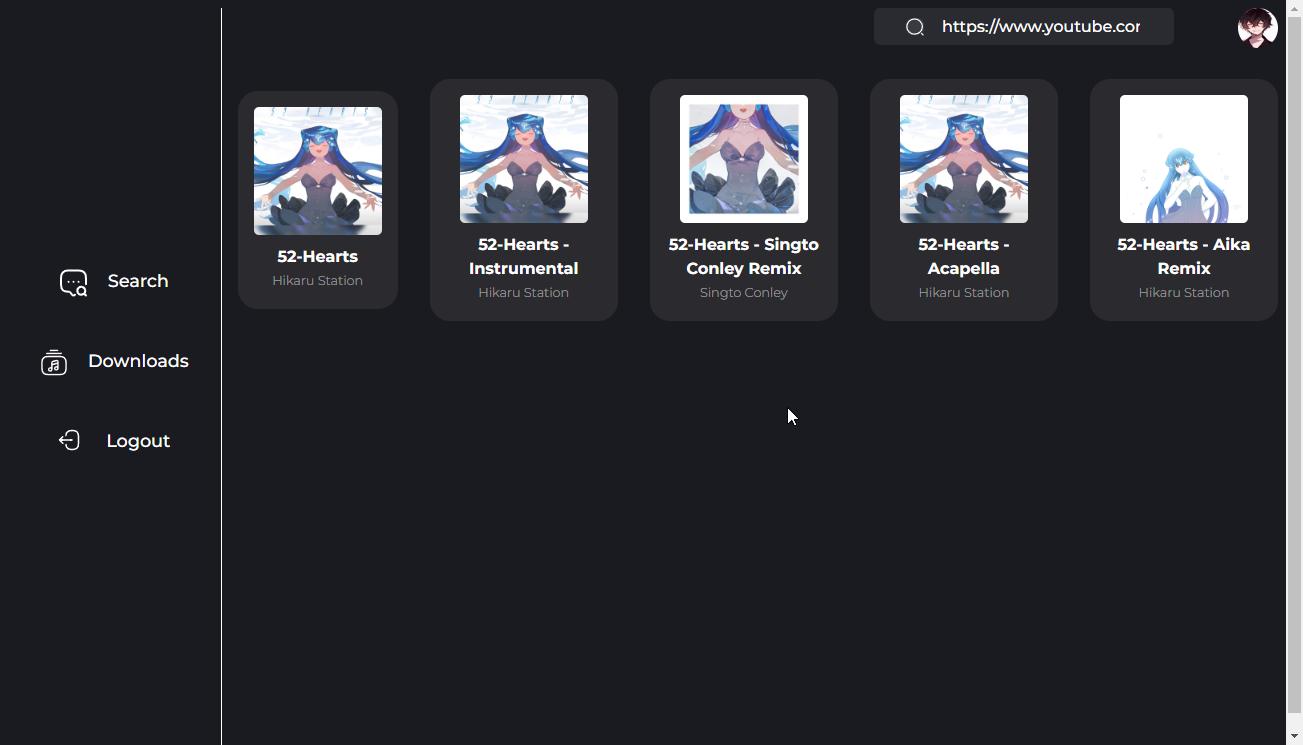 https://www.youtube.com
Search
Downloads
Logout
52-Hearts
Hikaru Station
52-Hearts -
Instrumental
Hikaru Station
52-Hearts - Singto
Conley Remix
Singto Conley
52-Hearts -
Acapella
Hikaru Station
52-Hearts - Aika
Remix
Hikaru Station